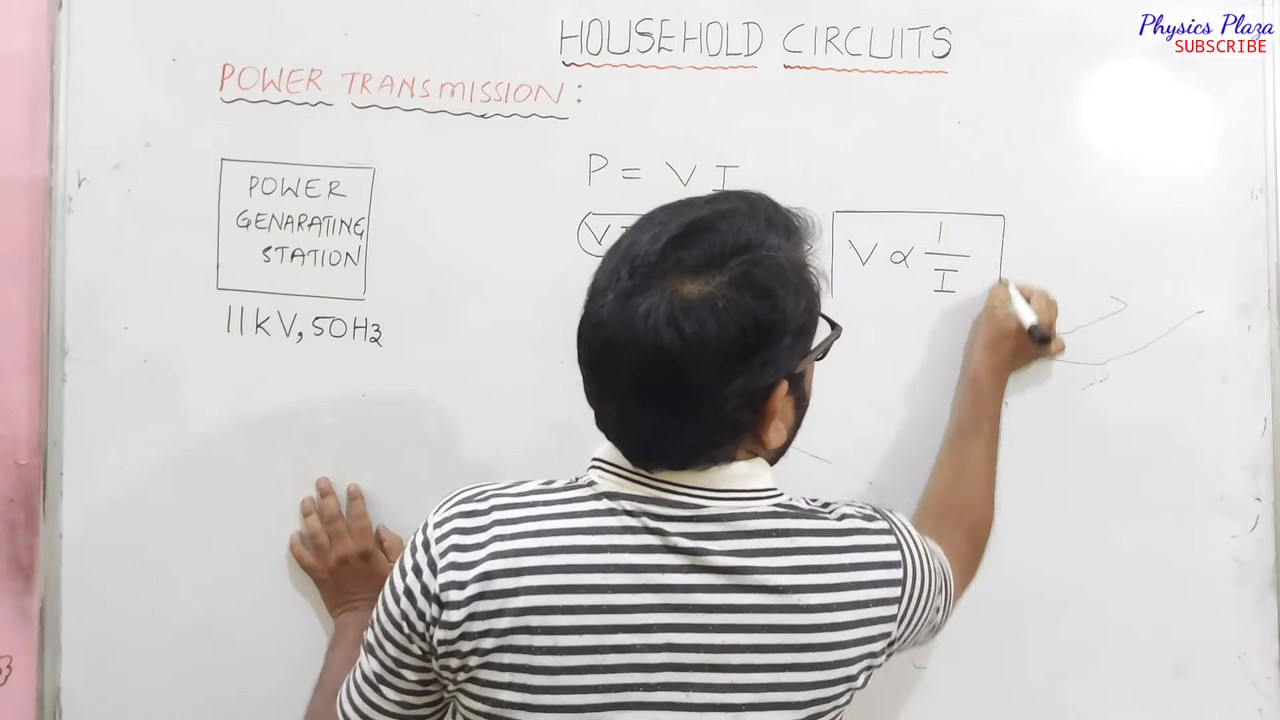 Physics Plaza
SUBSCRIBE
HOUSEHOLD CIRCUITS
POWER TRANSMISSION:
POWER
GENARATING
STATION
11kV, 50Hz
P = V I
V
V ∝ 1/I